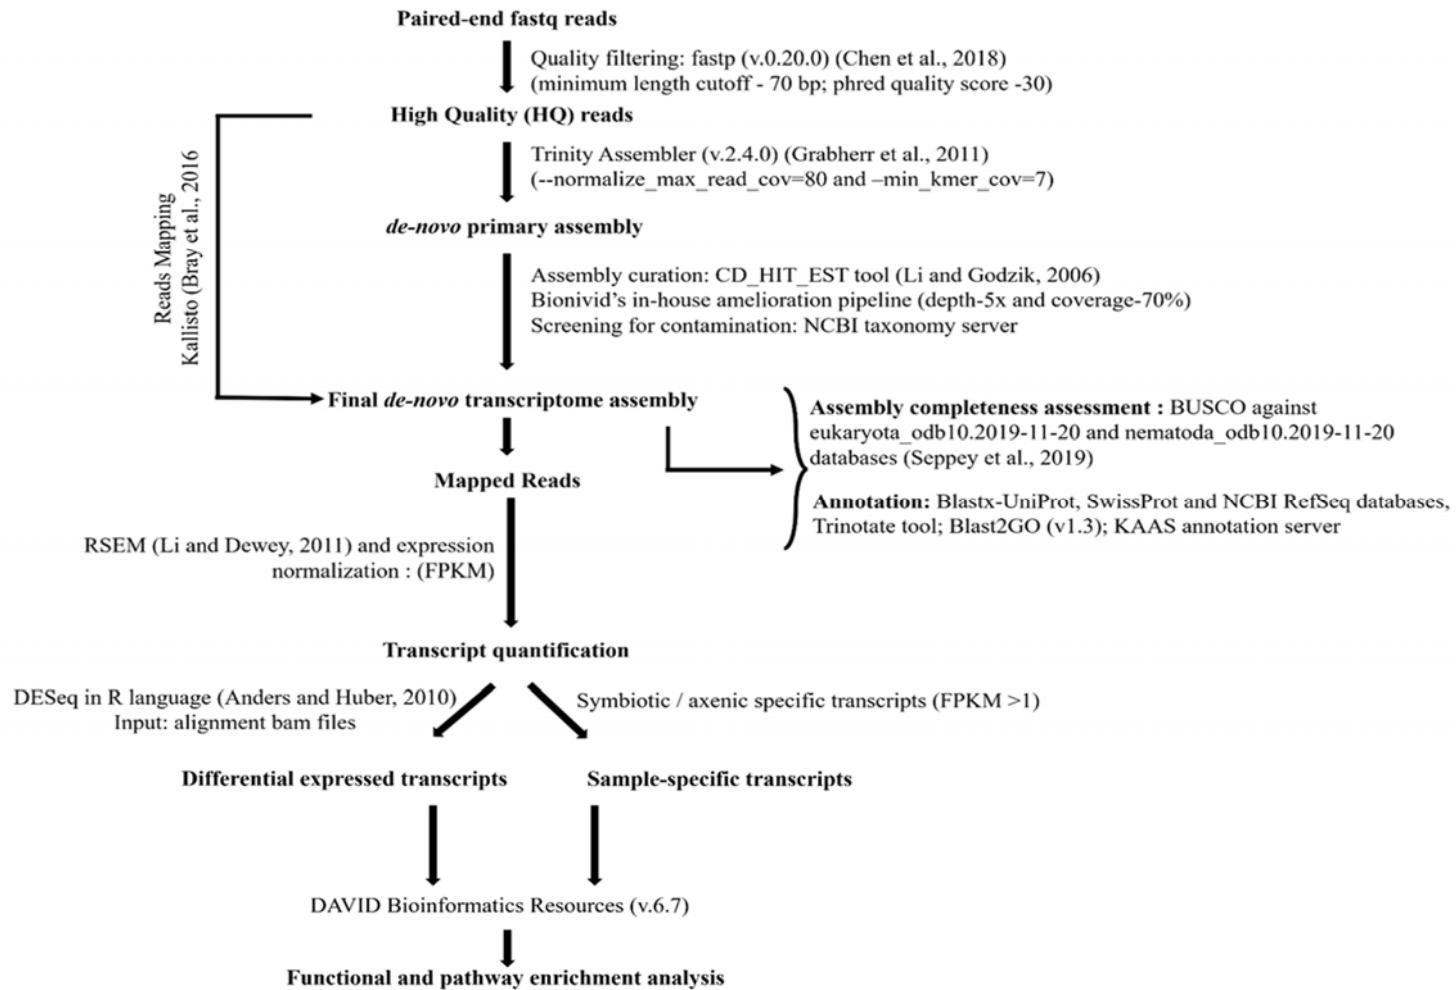 Paired-end fastq reads
Quality filtering: fastp (v.0.20.0) (Chen et al., 2018)
(minimum length cutoff - 70 bp; phred quality score -30)
High Quality (HQ) reads
Trinity Assembler (v.2.4.0) (Grabherr et al., 2011)
(--normalize_max_read_cov=80 and –min_kmer_cov=7)
Reads Mapping
Kallisto (Bray et al., 2016
de-novo primary assembly
Assembly curation: CD_HIT_EST tool (Li and Godzik, 2006)
Bionivid's in-house amelioration pipeline (depth-5x and coverage-70%)
Screening for contamination: NCBI taxonomy server
Final de-novo transcriptome assembly
Assembly completeness assessment : BUSCO against
eukaryota_odb10.2019-11-20 and nematoda_odb10.2019-11-20
databases (Seppey et al., 2019)
Annotation: Blastx-UniProt, SwissProt and NCBI RefSeq databases,
Trinotate tool; Blast2GO (v1.3); KAAS annotation server
Mapped Reads
RSEM (Li and Dewey, 2011) and expression
normalization : (FPKM)
Transcript quantification
DESeq in R language (Anders and Huber, 2010)
Input: alignment bam files
Symbiotic / axenic specific transcripts (FPKM >1)
Differential expressed transcripts
Sample-specific transcripts
DAVID Bioinformatics Resources (v.6.7)
Functional and pathway enrichment analysis